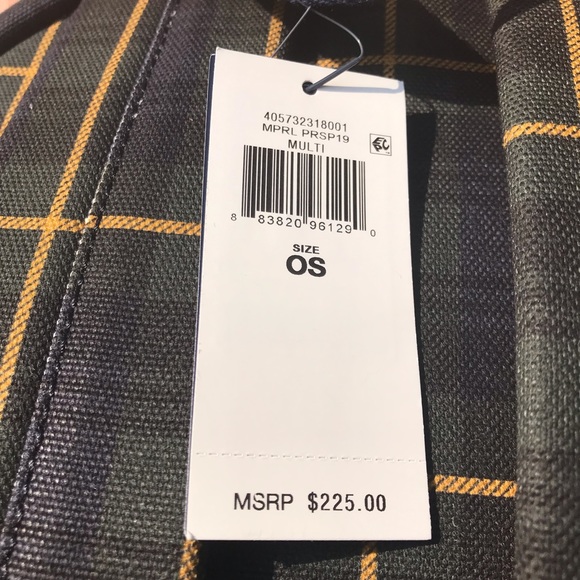 405732318001
MPRL PRSP19
MULTI
8 83820 96129 0
SIZE
OS
MSRP $225.00